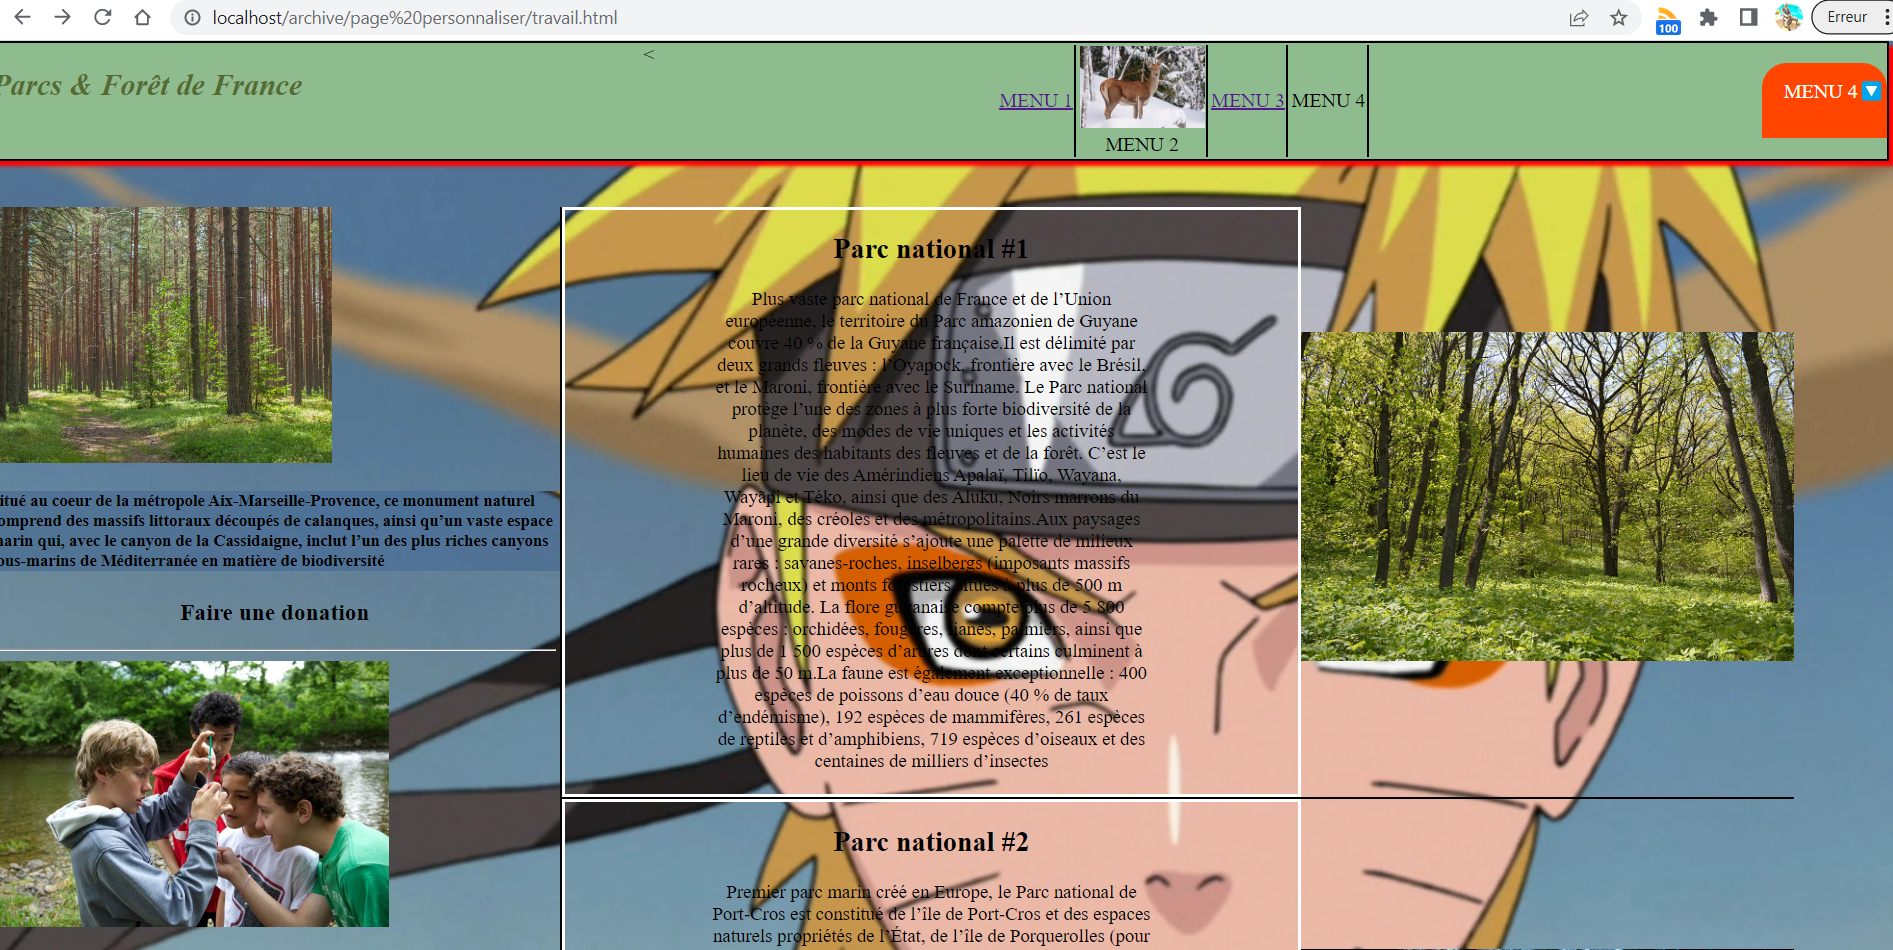 localhost/archive/page%20personnaliser/travail.html
100
Erreur
<
Parcs & Forêt de France
MENU 1
MENU 2
MENU 3
MENU 4
MENU 4
itué au coeur de la métropole Aix-Marseille-Provence, ce monument naturel
omprend des massifs littoraux découpés de calanques, ainsi qu’un vaste espace
arin qui, avec le canyon de la Cassidaigne, inclut l’un des plus riches canyons
ous-marins de Méditerranée en matière de biodiversité
Faire une donation
Parc national #1
Plus vaste parc national de France et de l’Union
européenne, le territoire du Parc amazonien de Guyane
couvre 40 % de la Guyane française.Il est délimité par
deux grands fleuves : l’Oyapock, frontière avec le Brésil,
et le Maroni, frontière avec le Suriname. Le Parc national
protège l’une des zones à plus forte biodiversité de la
planète, des modes de vie uniques et les activités
humaines des habitants des fleuves et de la forêt. C’est le
lieu de vie des Amérindiens Apalaï, Tilïo, Wayana,
Wayãpi et Téko, ainsi que des Aluku, Noirs marrons du
Maroni, des créoles et des métropolitains.Aux paysages
d’une grande diversité s’ajoute une palette de milieux
rares : savanes-roches, inselbergs (imposants massifs
rocheux) et monts forestiers situés à plus de 500 m
d’altitude. La flore guyanaise compte plus de 5 800
espèces : orchidées, fougères, lianes, palmiers, ainsi que
plus de 1 500 espèces d’arbres dont certains culminent à
plus de 50 m.La faune est également exceptionnelle : 400
espèces de poissons d’eau douce (40 % de taux
d’endémisme), 192 espèces de mammifères, 261 espèces
de reptiles et d’amphibiens, 719 espèces d’oiseaux et des
centaines de milliers d’insectes
Parc national #2
Premier parc marin créé en Europe, le Parc national de
Port-Cros est constitué de l’île de Port-Cros et des espaces
naturels propriétés de l’État, de l’île de Porquerolles (pour